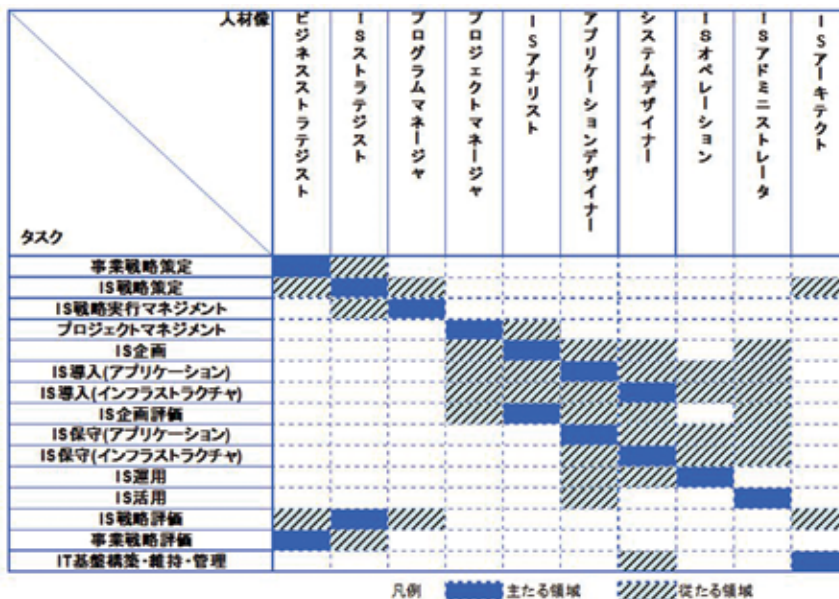 人材像
ビジネスストラテジスト
ISストラテジスト
プログラムマネージャ
プロジェクトマネージャ
ISアナリスト
アプリケーションデザイナー
システムデザイナー
ISオペレーション
ISアドミニストレータ
ISアーキテクト
タスク
事業戦略策定
IS戦略策定
IS戦略実行マネジメント
プロジェクトマネジメント
IS企画
IS導入(アプリケーション)
IS導入(インフラストラクチャ)
IS企画評価
IS保守(アプリケーション)
IS保守(インフラストラクチャ)
IS運用
IS活用
IS戦略評価
事業戦略評価
IT基盤構築・維持・管理
凡例 主たる領域 従たる領域